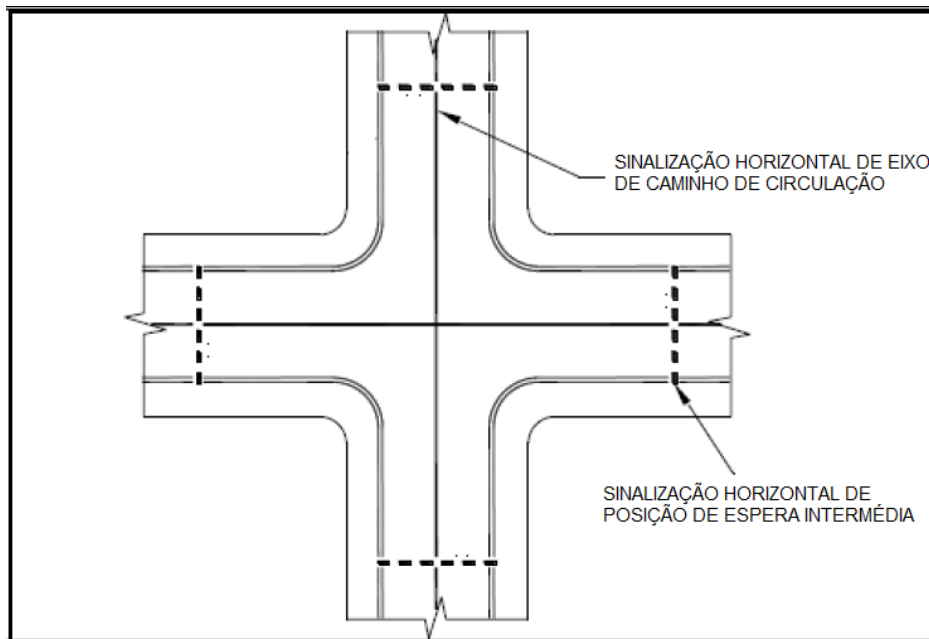 SINALIZAÇÃO HORIZONTAL DE EIXO
DE CAMINHO DE CIRCULAÇÃO
SINALIZAÇÃO HORIZONTAL DE
POSIÇÃO DE ESPERA INTERMÉDIA